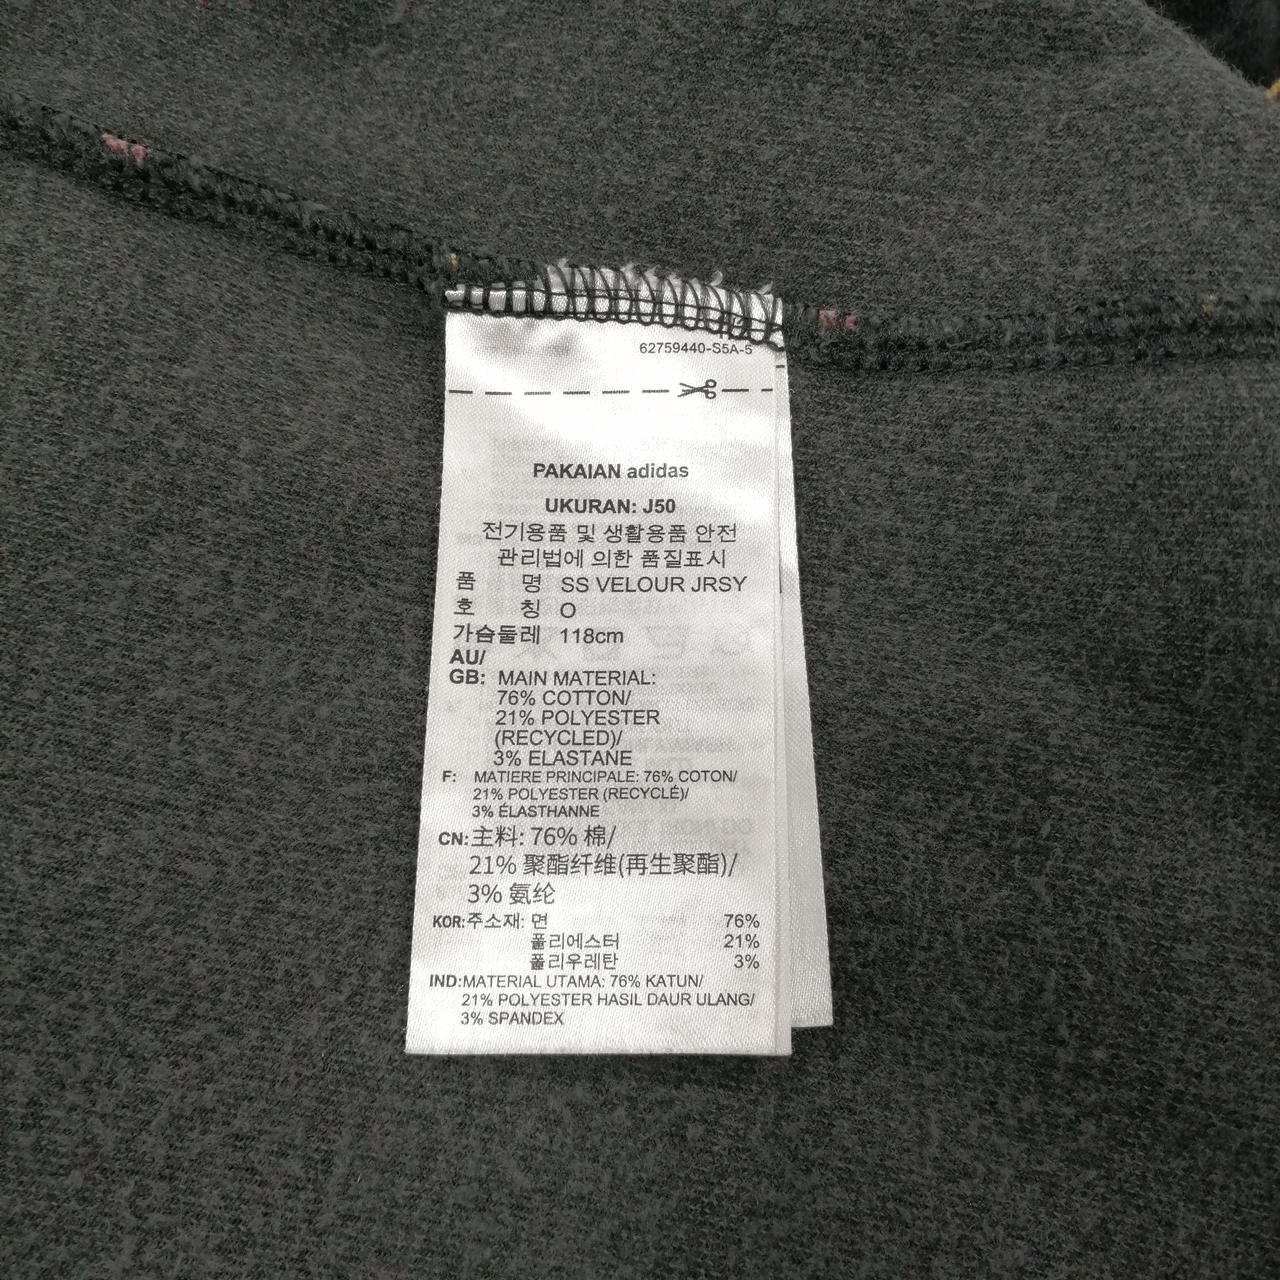 62759440-S5A-5
PAKAIAN adidas
UKURAN: J50
전기용품 및 생활용품 안전
관리법에 의한 품질표시
품 명 SS VELOUR JRSY
호 칭 O
가슴둘레 118cm
AU/
GB: MAIN MATERIAL:
76% COTTON/
21% POLYESTER
(RECYCLED)/
3% ELASTANE
F: MATIERE PRINCIPALE: 76% COTON/
21% POLYESTER (RECYCLÉ)/
3% ÉLASTHANNE
CN:主料: 76% 棉/
21% 聚酯纤维(再生聚酯)/
3% 氨纶
KOR:주소재: 면 76%
폴리에스터 21%
폴리우레탄 3%
IND:MATERIAL UTAMA: 76% KATUN/
21% POLYESTER HASIL DAUR ULANG/
3% SPANDEX